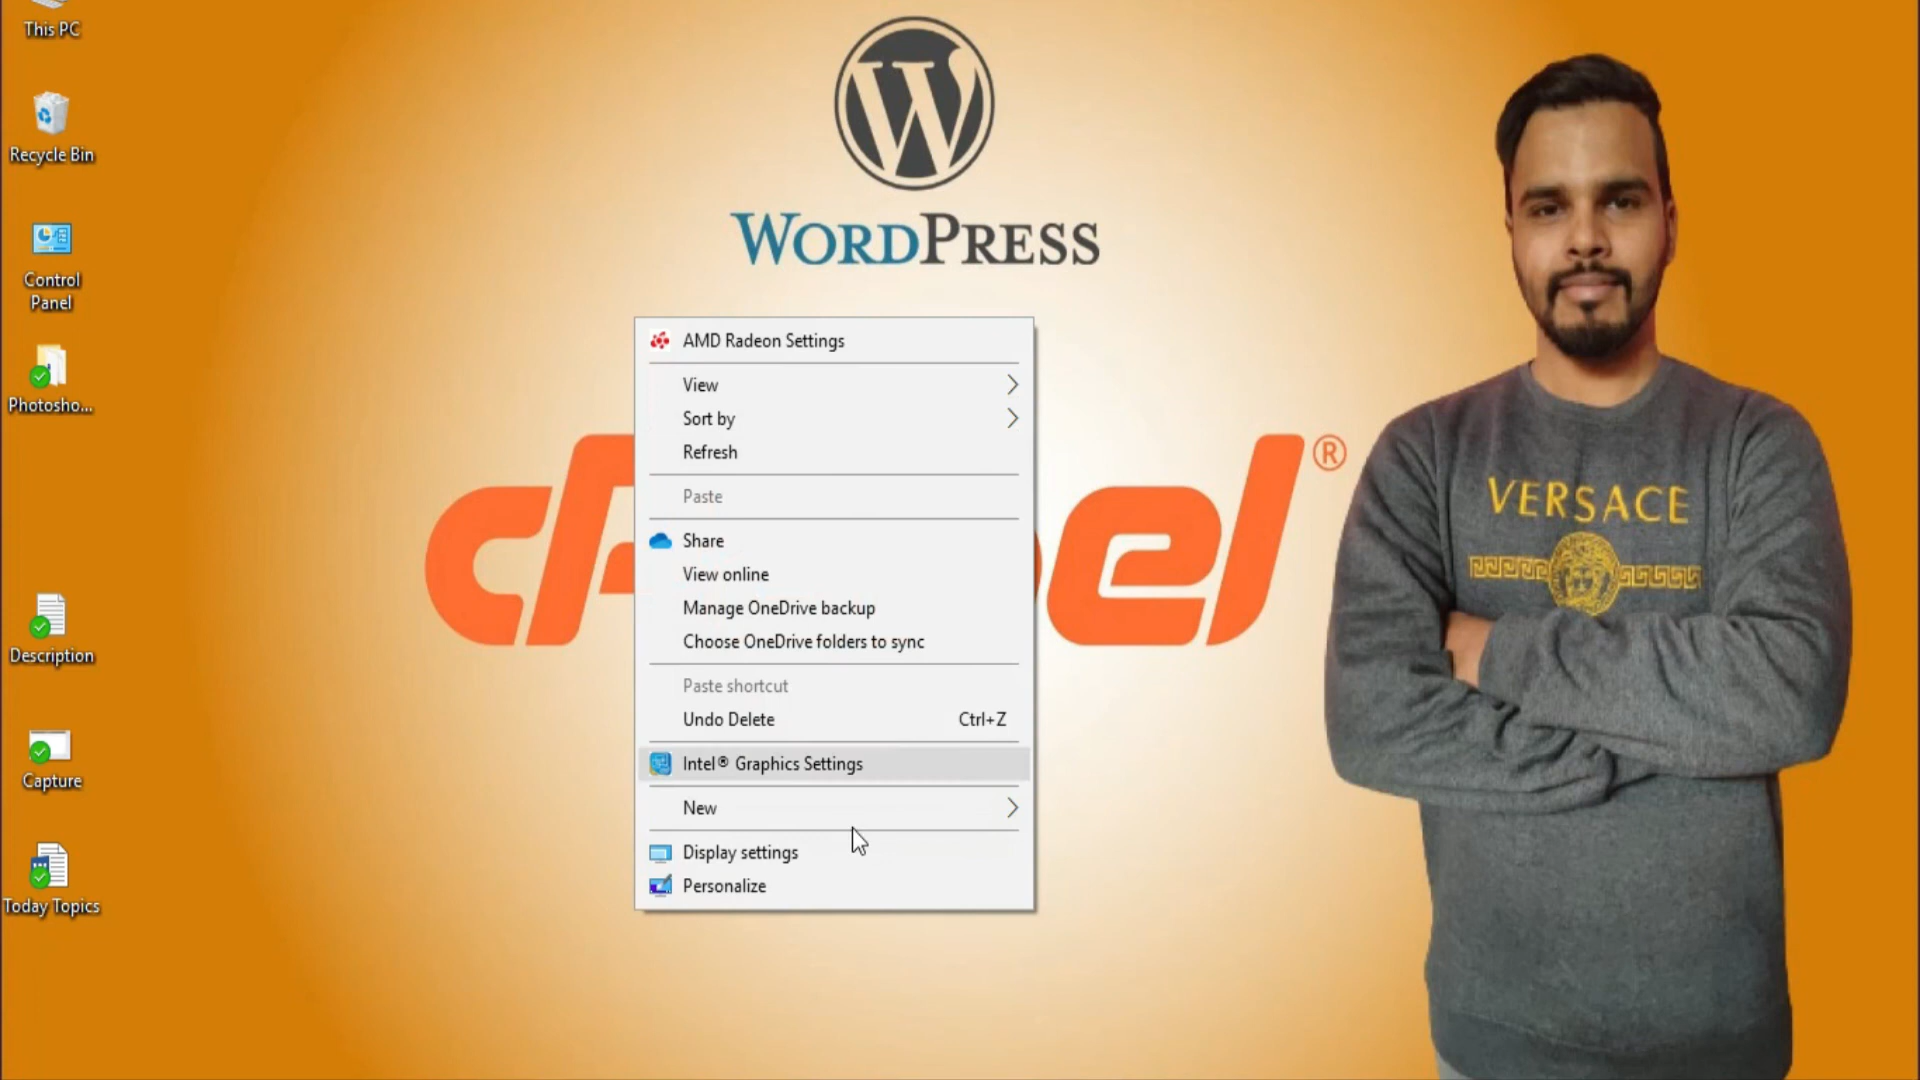 This PC
Recycle Bin
Control
Panel
Photosho...
Description
Capture
Today Topics
W
WORDPRESS
cP el®
AMD Radeon Settings
View
Sort by
Refresh
Paste
Share
View online
Manage OneDrive backup
Choose OneDrive folders to sync
Paste shortcut
Undo Delete Ctrl+Z
Intel® Graphics Settings
New
Display settings
Personalize
VERSACE